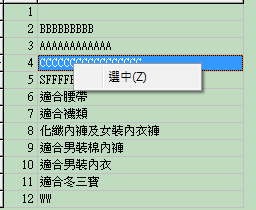 1
2 BBBBBBBBB
3 AAAAAAAAAAAA
4 CCCCCCCCCCCCCCCCC
選中(Z)
5 SFFFF
6 適合腰帶
7 適合襪類
8 化纖內褲及女裝內衣褲
9 適合男裝棉內褲
10 適合男裝內衣
11 適合冬三寶
12 WW